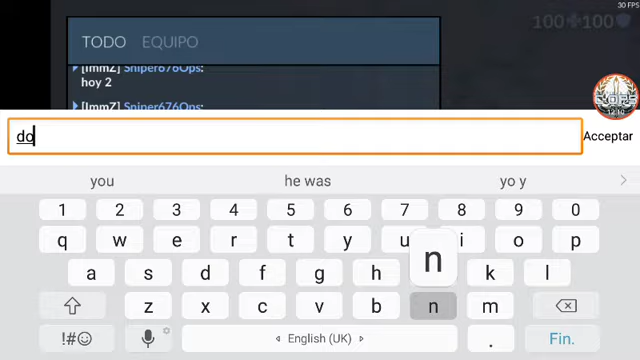 30 FPS
100 100
TODO EQUIPO
[ImmZ] Sniper676Ops:
hoy 2
[ImmZ] Sniper676Ops:
S.OPS
12:10
do
Acceptar
you he was yo y
1 2 3 4 5 6 7 8 9 0
q w e r t y u i o p
n
a s d f g h k l
z x c v b n m
!#☺ English (UK) . Fin.